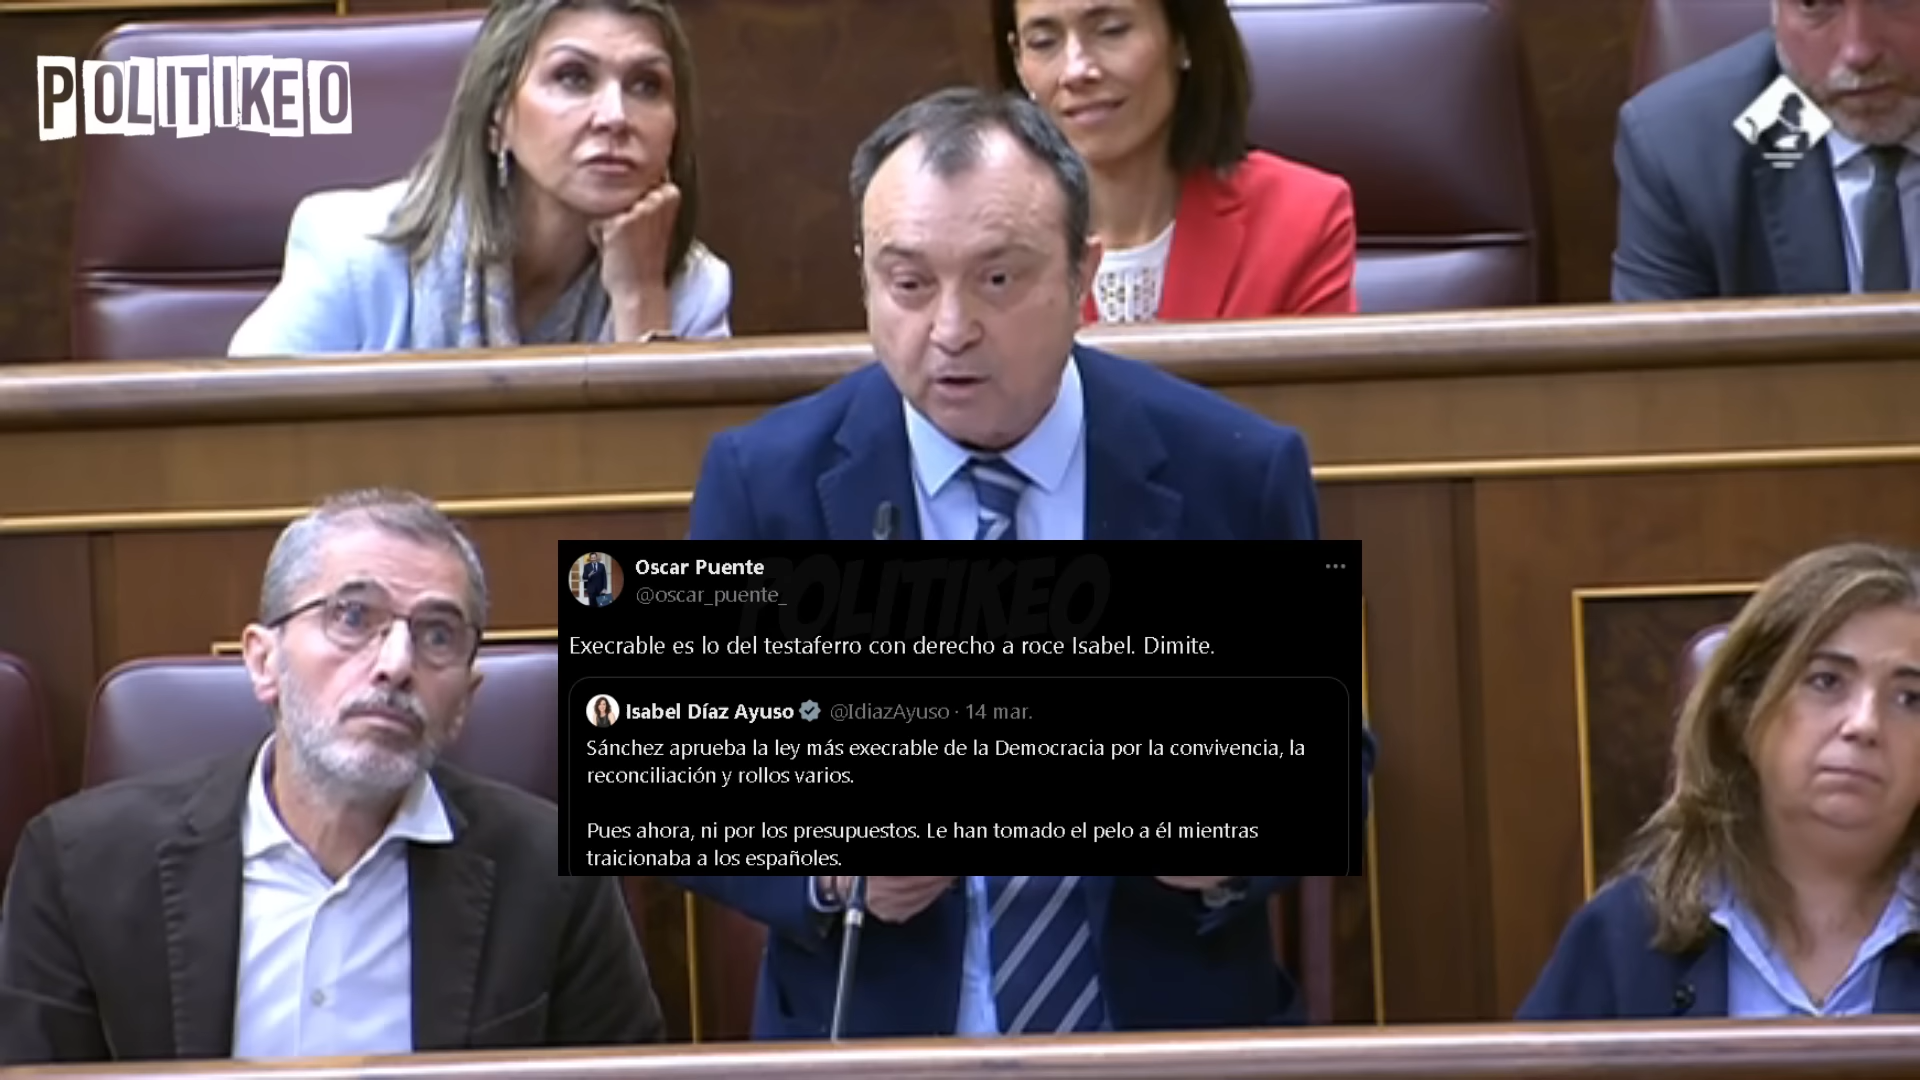 POLITIKEO
Oscar Puente
@oscar_puente_
POLITIKEO
Execrable es lo del testaferro con derecho a roce Isabel. Dimite.
Isabel Díaz Ayuso @IdiazAyuso · 14 mar.
Sánchez aprueba la ley más execrable de la Democracia por la convivencia, la
reconciliación y rollos varios.
Pues ahora, ni por los presupuestos. Le han tomado el pelo a él mientras
traicionaba a los españoles.